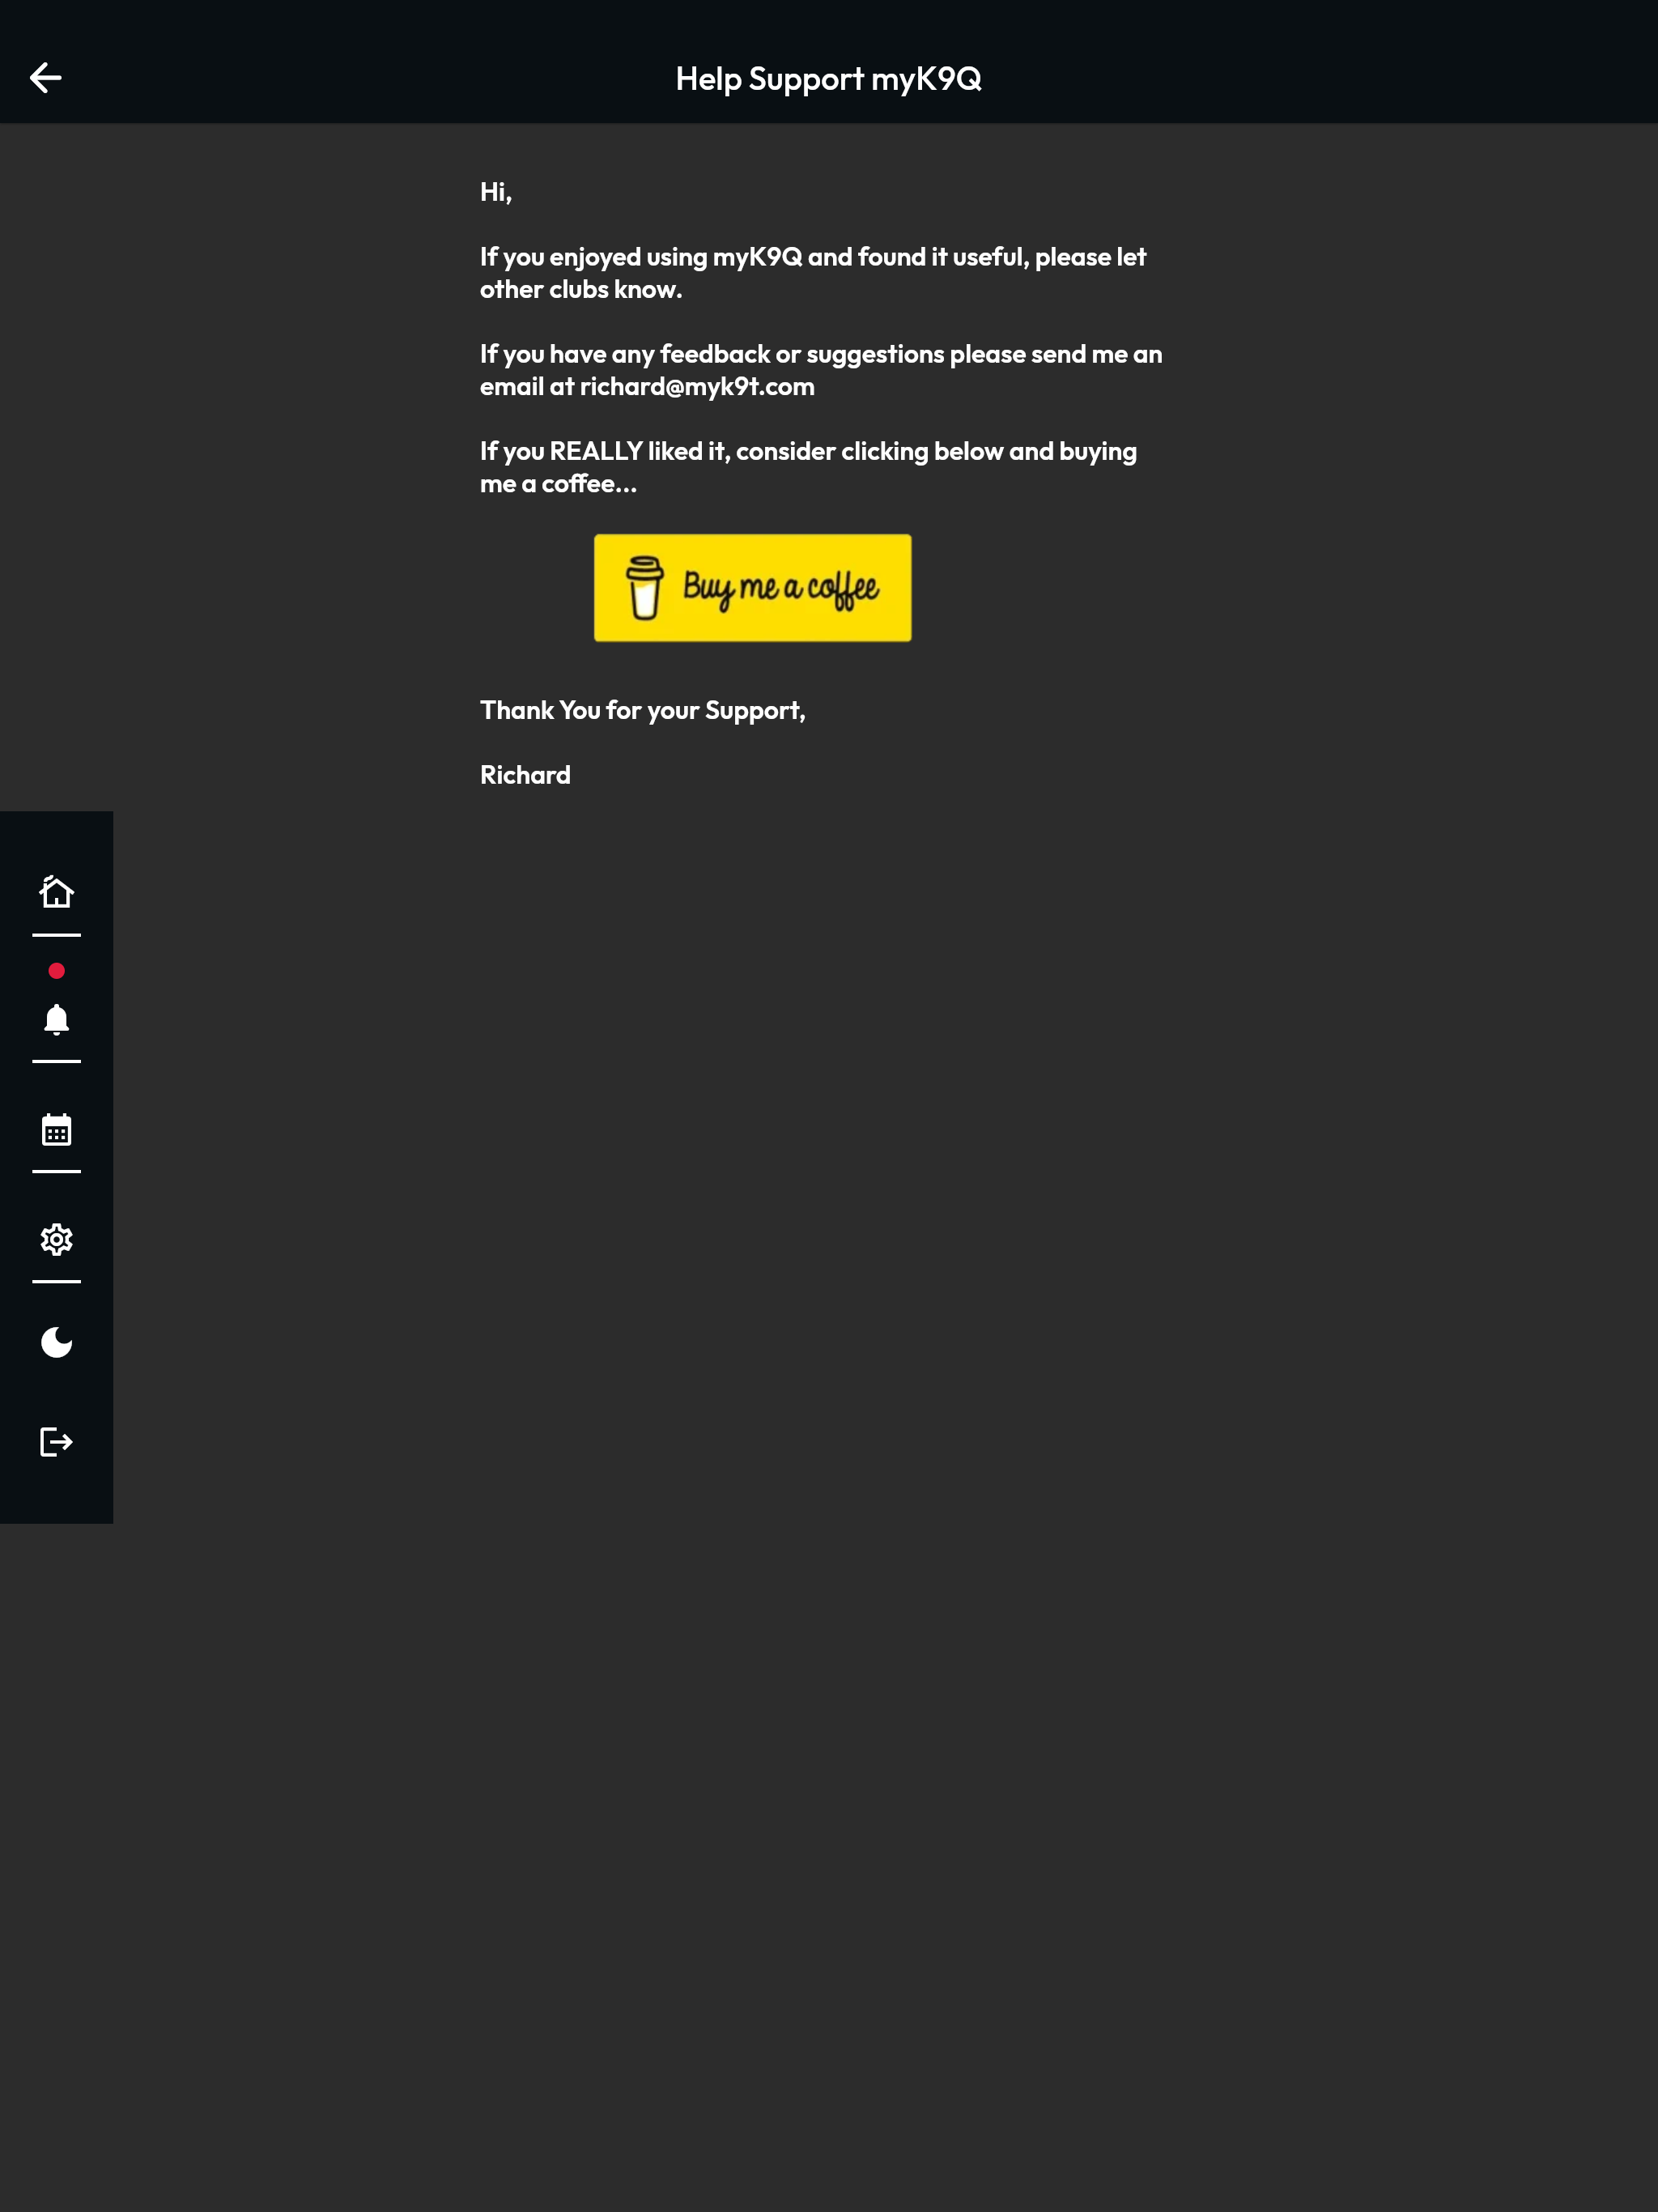 Help Support myK9Q
Hi,
If you enjoyed using myK9Q and found it useful, please let
other clubs know.
If you have any feedback or suggestions please send me an
email at richard@myk9t.com
If you REALLY liked it, consider clicking below and buying
me a coffee...
Buy me a coffee
Thank You for your Support,
Richard